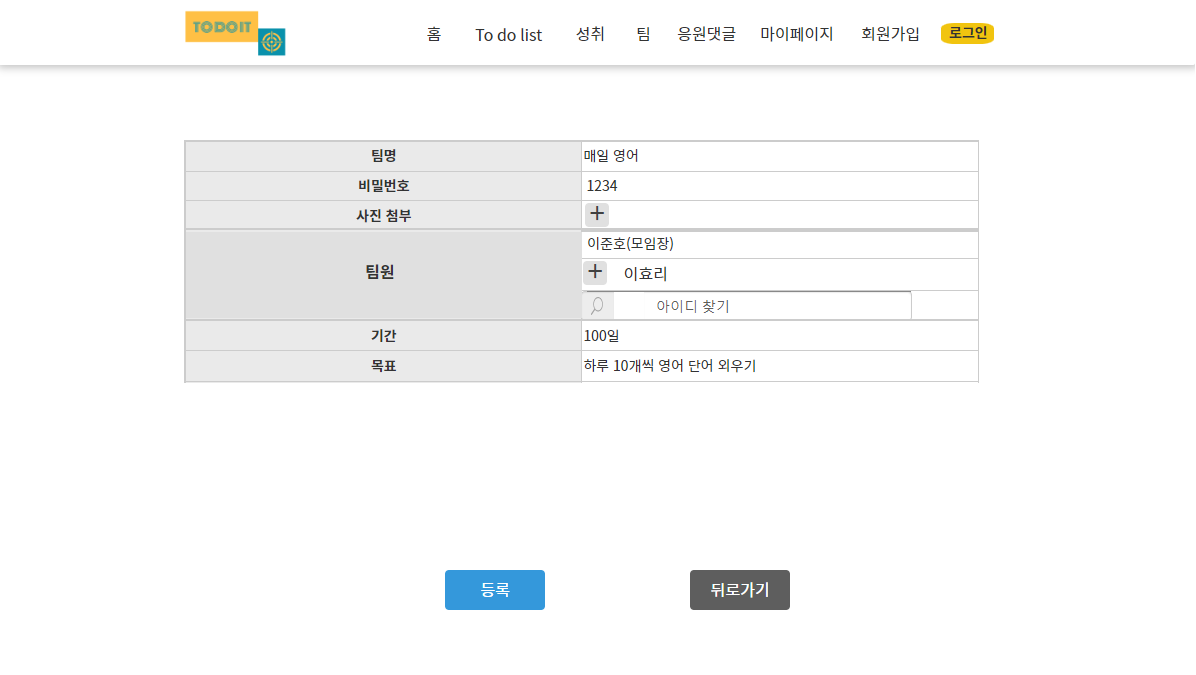 TODOIT
홈 To do list 성취 팀 응원댓글 마이페이지 회원가입 로그인
팀명 매일 영어
비밀번호 1234
사진 첨부 +
팀원 이준호(모임장)
+ 이효리
아이디 찾기
기간 100일
목표 하루 10개씩 영어 단어 외우기
등록 뒤로가기